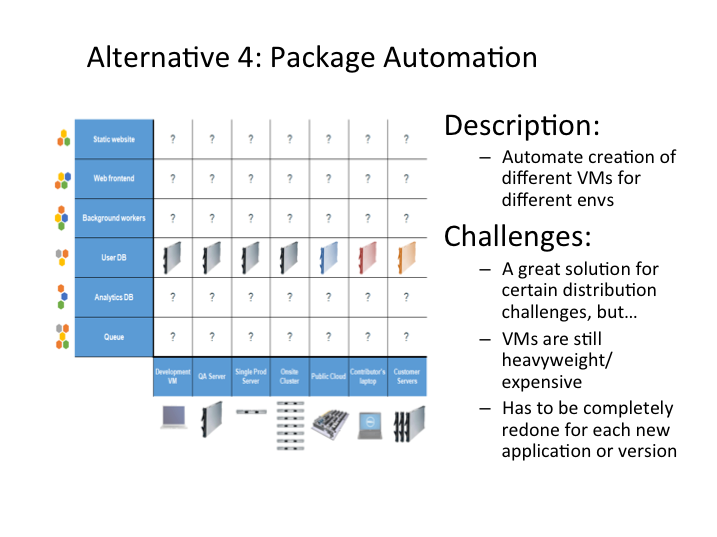 Alternative 4: Package Automation
Static website ? ? ? ? ? ? ?
Web frontend ? ? ? ? ? ? ?
Background workers ? ? ? ? ? ? ?
User DB
Analytics DB ? ? ? ? ? ? ?
Queue ? ? ? ? ? ? ?
Development
VM
QA Server
Single Prod
Server
Onsite
Cluster
Public Cloud
Contributor's
laptop
Customer
Servers
Description:
– Automate creation of
different VMs for
different envs
Challenges:
– A great solution for
certain distribution
challenges, but…
– VMs are still
heavyweight/
expensive
– Has to be completely
redone for each new
application or version